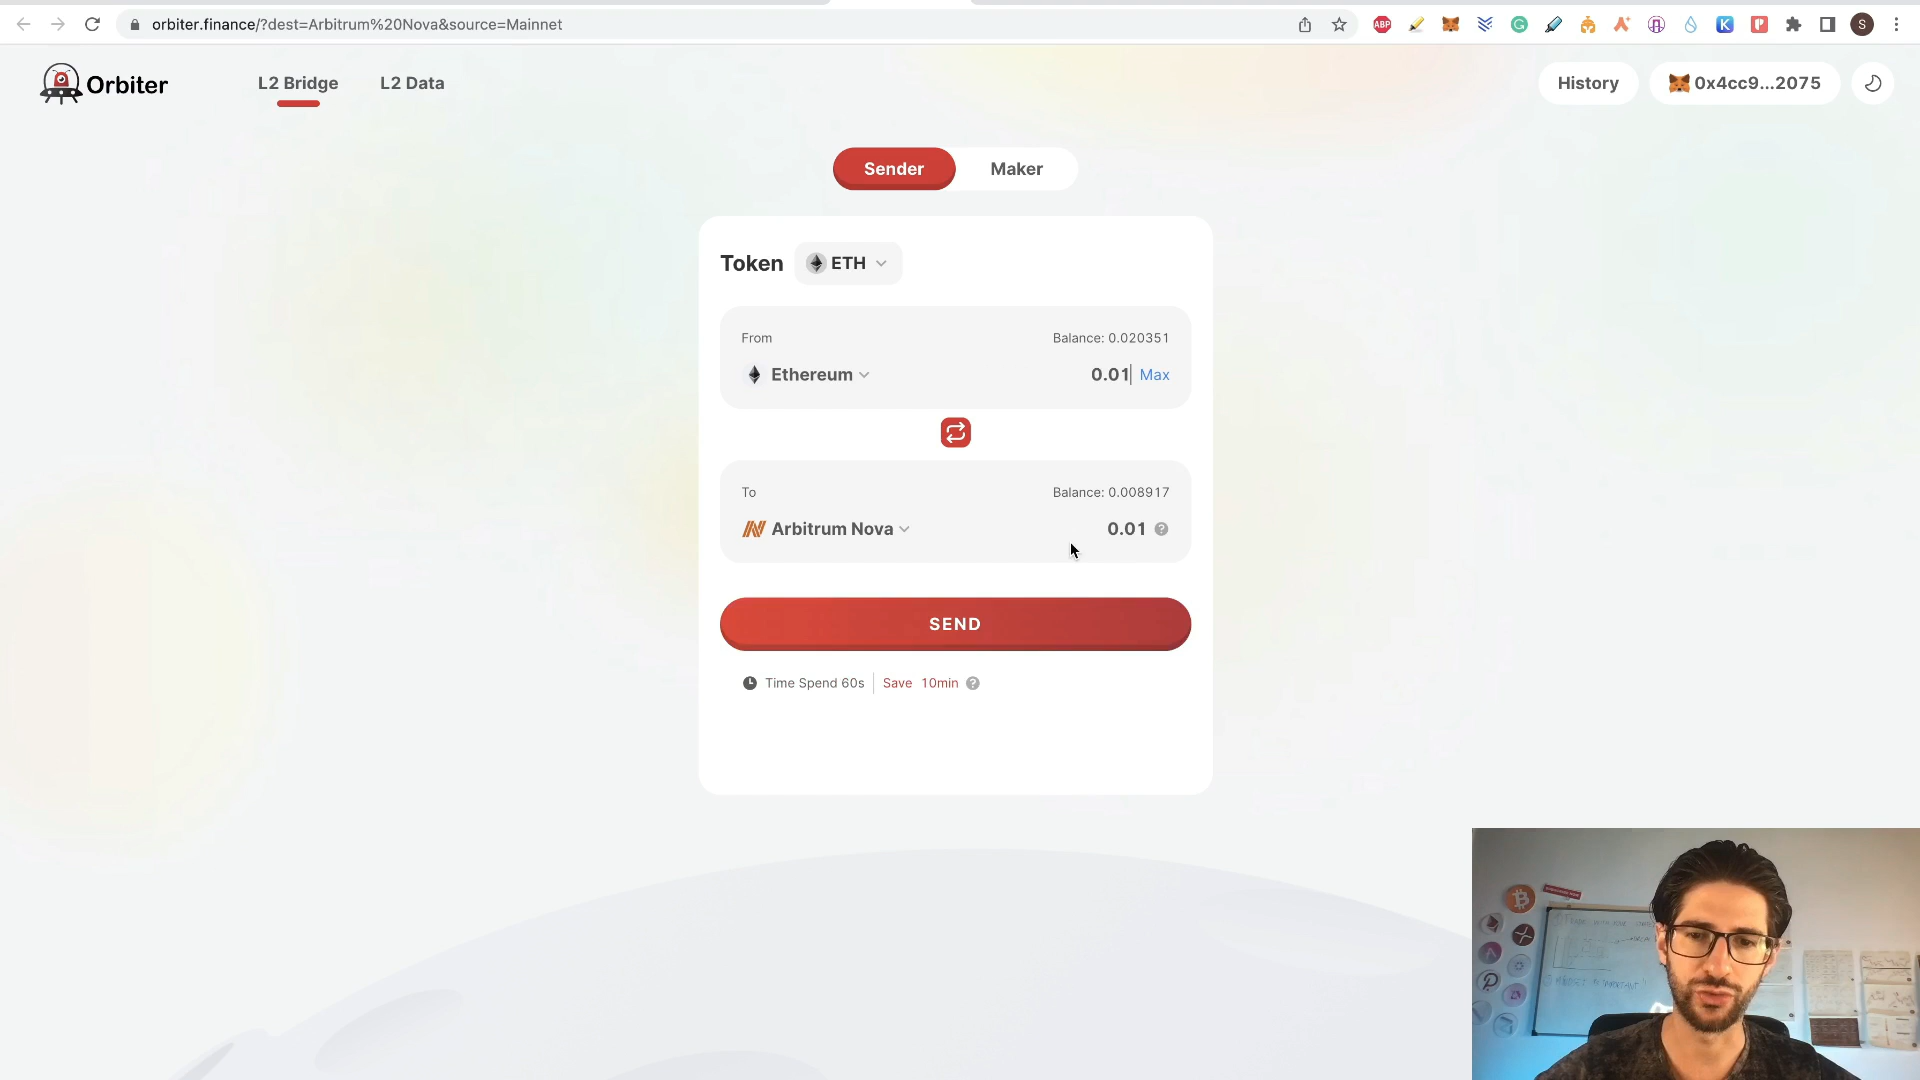 orbiter.finance/?dest=Arbitrum%20Nova&source=Mainnet
ABP
G
K
S
Orbiter
L2 Bridge
L2 Data
History
0x4cc9...2075
Sender
Maker
Token
ETH
From
Balance: 0.020351
Ethereum
0.01
Max
To
Balance: 0.008917
Arbitrum Nova
0.01
?
SEND
Time Spend 60s
Save 10min
?